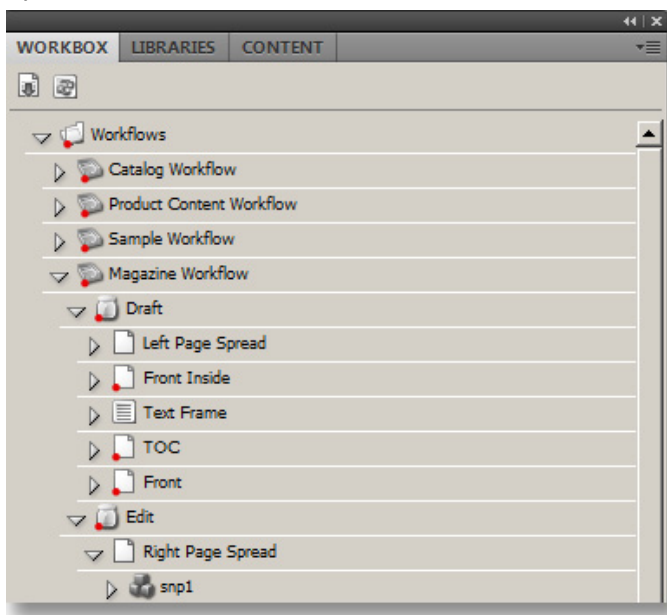 WORKBOX LIBRARIES CONTENT
Workflows
Catalog Workflow
Product Content Workflow
Sample Workflow
Magazine Workflow
Draft
Left Page Spread
Front Inside
Text Frame
TOC
Front
Edit
Right Page Spread
snp1